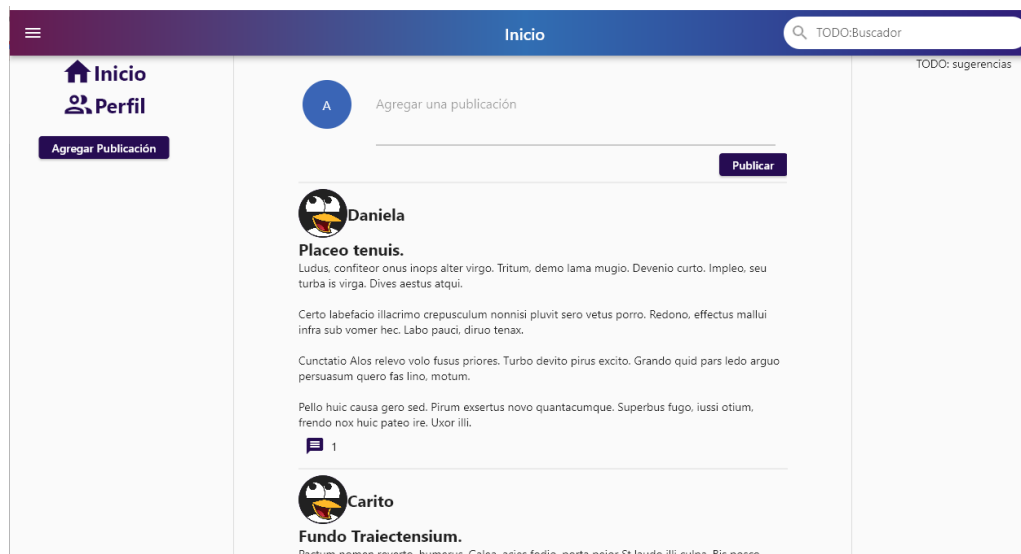 Inicio
TODO:Buscador
Inicio
Perfil
Agregar Publicación
TODO: sugerencias
A
Agregar una publicación
Publicar
Daniela
Placeo tenuis.
Ludus, confiteor onus inops alter virgo. Tritum, demo lama mugio. Devenio curto. Impleo, seu
turba is virga. Dives aestus atqui.
Certo labefacio illacrimo crepusculum nonnisi pluvit sero vetus porro. Redono, effectus mallui
infra sub vomer hec. Labo pauci, diruo tenax.
Cunctatio Alos relevo volo fusus priores. Turbo devito pirus excito. Grando quid pars ledo arguo
persuasum quero fas lino, motum.
Pello huic causa gero sed. Pirum exsertus novo quantacumque. Superbus fugo, iussi otium,
frendo nox huic pateo ire. Uxor illi.
1
Carito
Fundo Traiectensium.